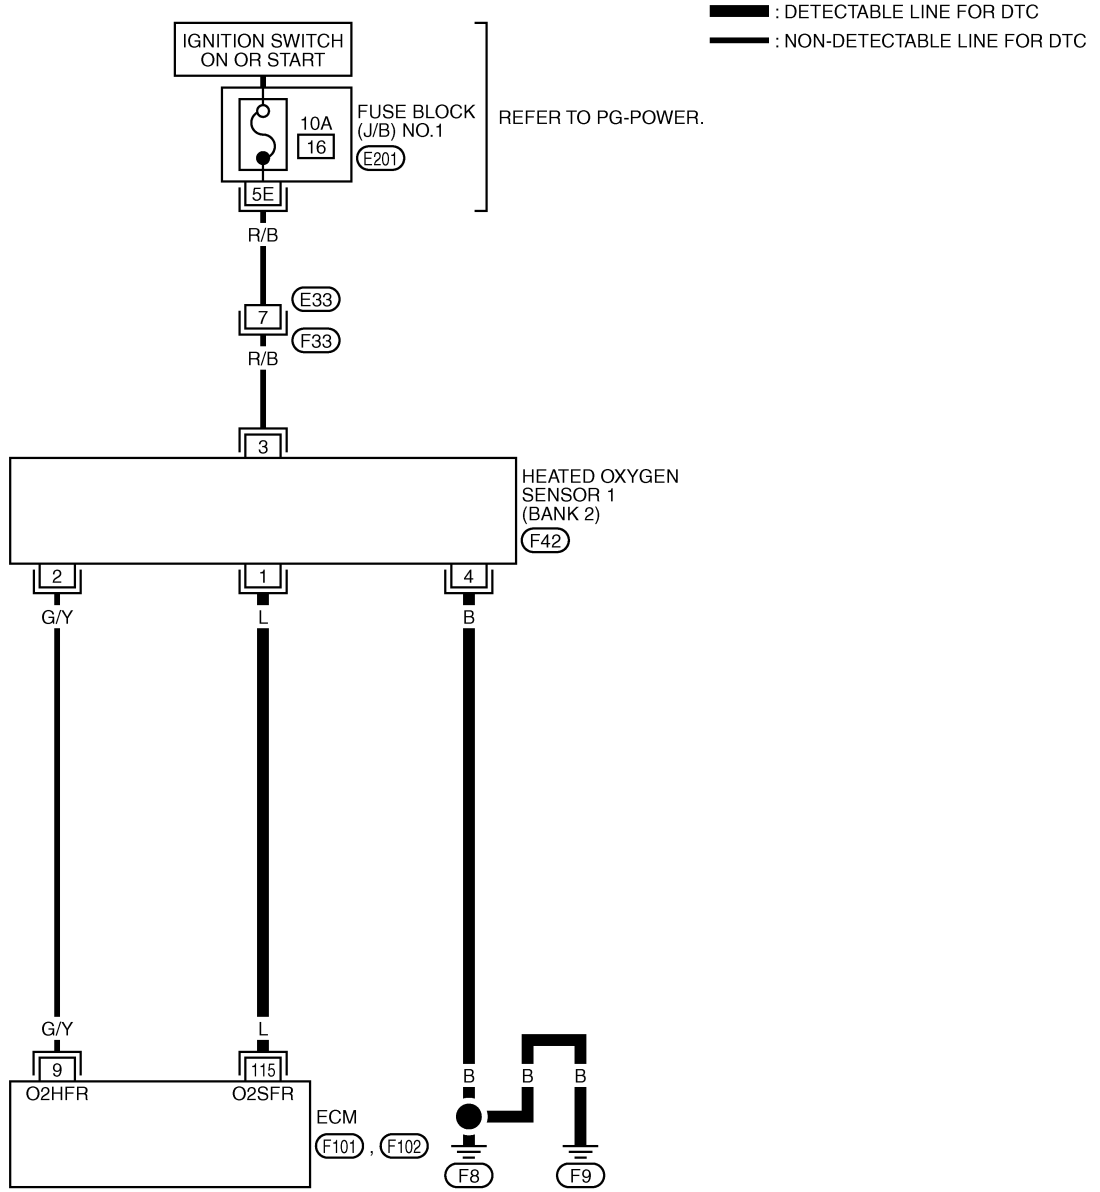 : DETECTABLE LINE FOR DTC
: NON-DETECTABLE LINE FOR DTC
IGNITION SWITCH
ON OR START
10A
16
FUSE BLOCK
(J/B) NO.1
E201
REFER TO PG-POWER.
5E
R/B
E33
7
F33
R/B
3
HEATED OXYGEN
SENSOR 1
(BANK 2)
F42
2
1
4
G/Y
L
B
G/Y
L
9
115
B
B
B
O2HFR
O2SFR
ECM
F101 , F102
F8
F9